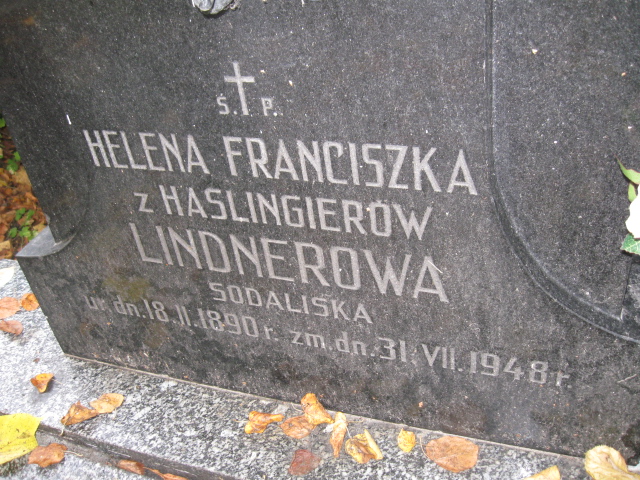 Ś. P.
HELENA FRANCISZKA
z HASLINGIERÓW
LINDNEROWA
SODALISKA
ur. dn. 18. II. 1890 r. zm. dn. 31. VII. 1948 r.